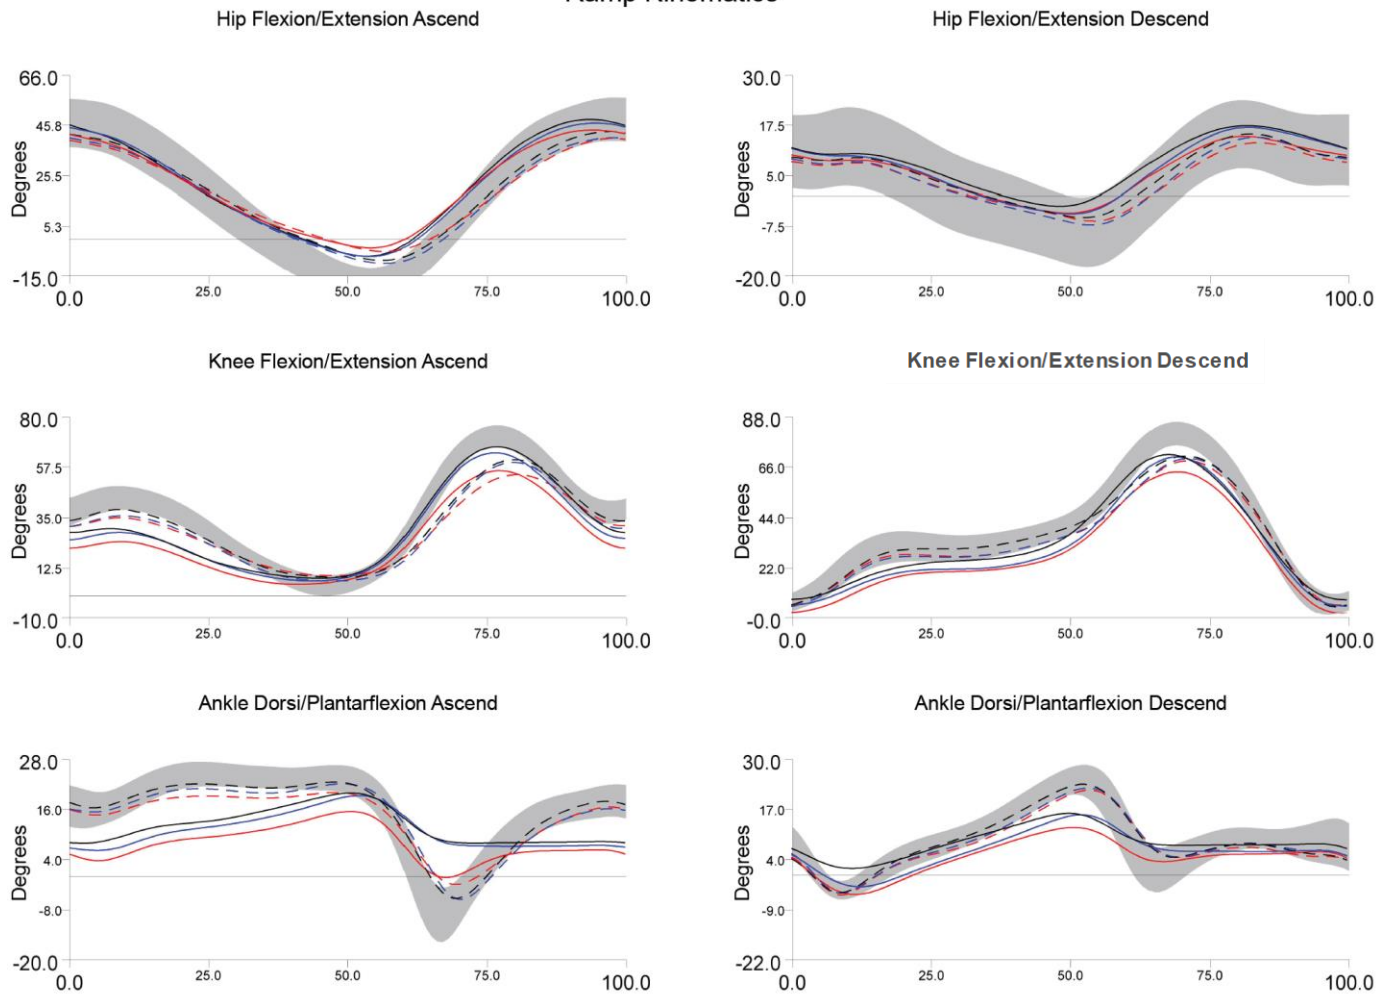 Ramp Kinematics
Hip Flexion/Extension Ascend
66.0
45.8
25.5
5.3
-15.0
Degrees
0.0 25.0 50.0 75.0 100.0
Hip Flexion/Extension Descend
30.0
17.5
5.0
-7.5
-20.0
Degrees
0.0 25.0 50.0 75.0 100.0
Knee Flexion/Extension Ascend
80.0
57.5
35.0
12.5
-10.0
Degrees
0.0 25.0 50.0 75.0 100.0
Knee Flexion/Extension Descend
88.0
66.0
44.0
22.0
-0.0
Degrees
0.0 25.0 50.0 75.0 100.0
Ankle Dorsi/Plantarflexion Ascend
28.0
16.0
4.0
-8.0
-20.0
Degrees
0.0 25.0 50.0 75.0 100.0
Ankle Dorsi/Plantarflexion Descend
30.0
17.0
4.0
-9.0
-22.0
Degrees
0.0 25.0 50.0 75.0 100.0